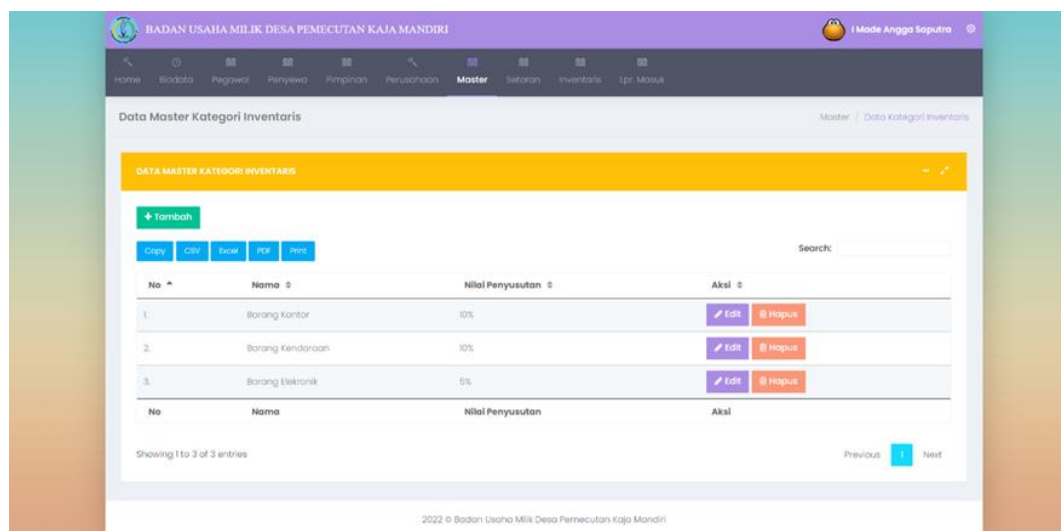 BADAN USAHA MILIK DESA PEMECUTAN KAJA MANDIRI
I Made Angga Saputra
Home Biodata Pegawai Penyewa Pimpinan Perusahaan Master Setoran Inventaris Lpr. Masuk
Data Master Kategori Inventaris
Master / Data Kategori Inventaris
DATA MASTER KATEGORI INVENTARIS
+ Tambah
Copy CSV Excel PDF Print
Search:
No Nama Nilai Penyusutan Aksi
1. Barang Kantor 10% Edit Hapus
2. Barang Kendaraan 10% Edit Hapus
3. Barang Elekronik 5% Edit Hapus
No Nama Nilai Penyusutan Aksi
Showing 1 to 3 of 3 entries
Previous 1 Next
2022 © Badan Usaha Milik Desa Pemecutan Kaja Mandiri